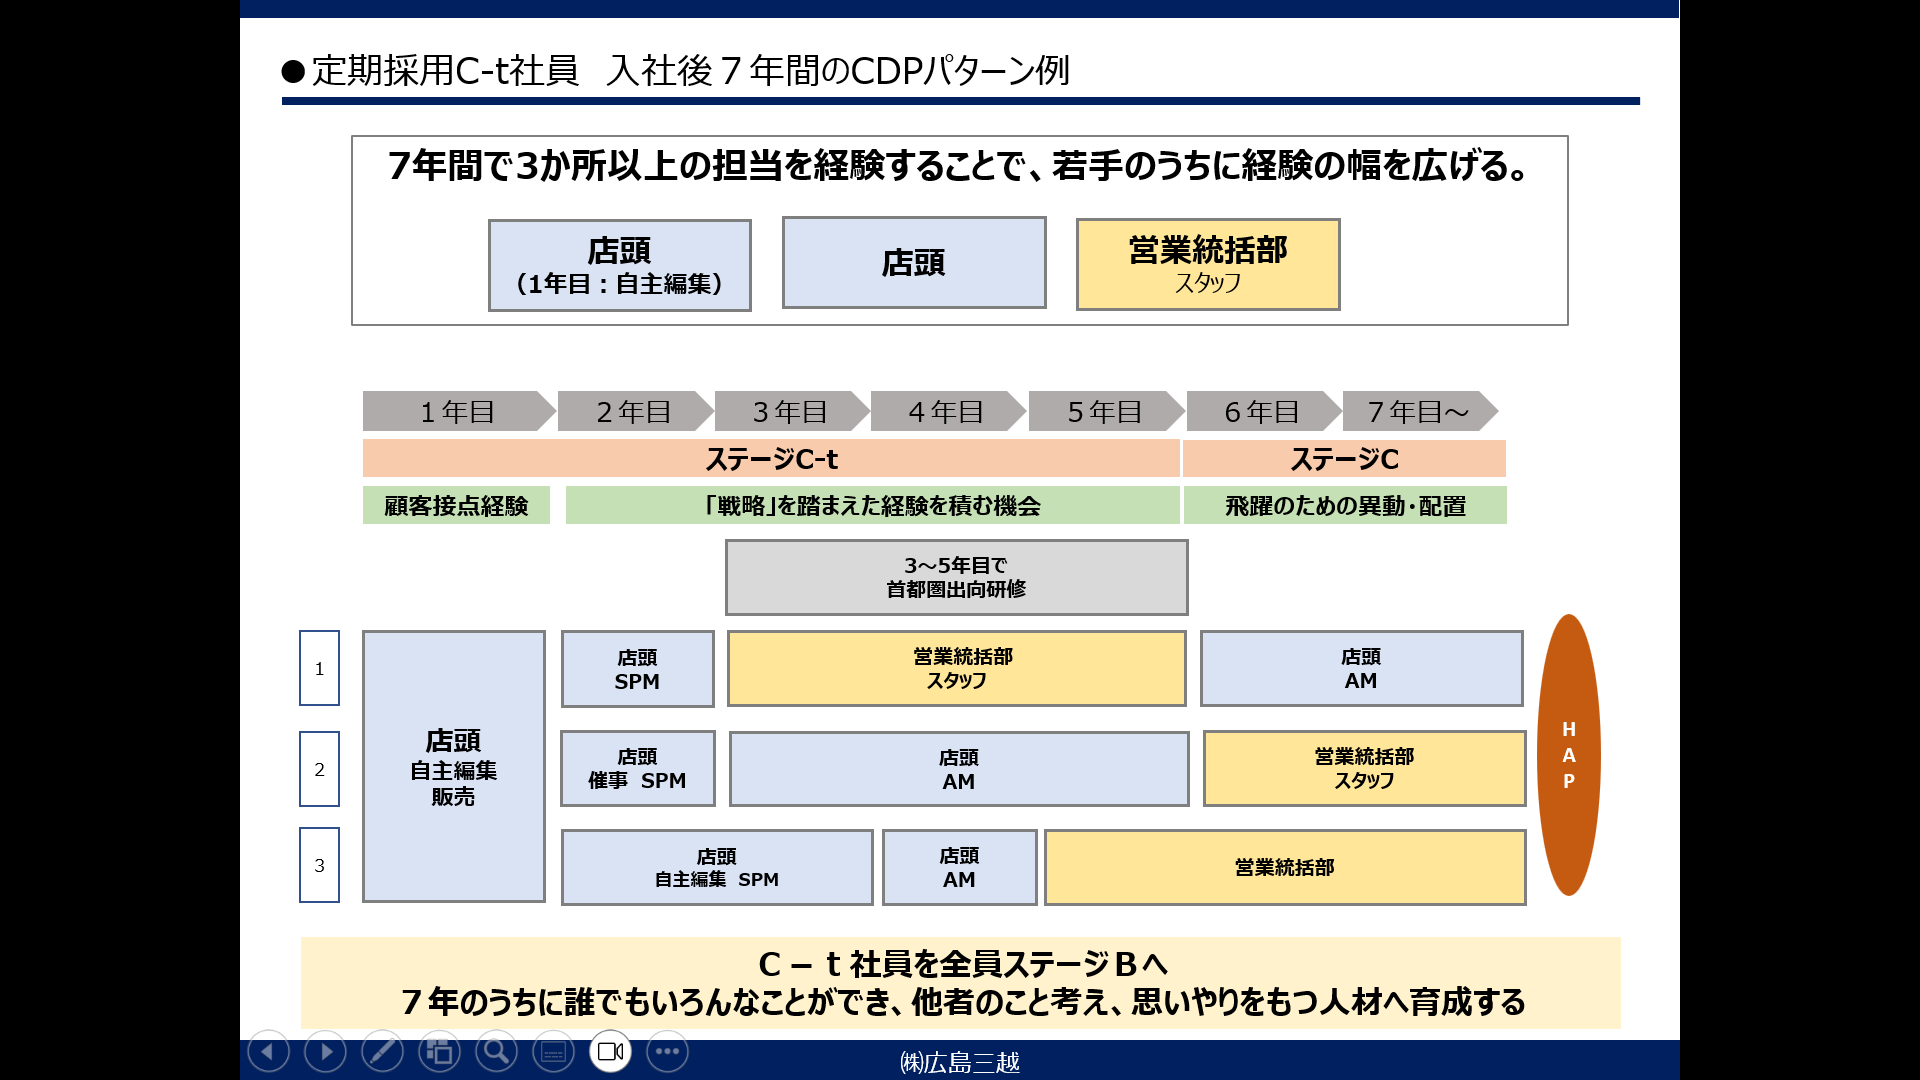 ●定期採用C-t社員　入社後７年間のCDPパターン例
7年間で3か所以上の担当を経験することで、若手のうちに経験の幅を広げる。
店頭
（1年目：自主編集）
店頭
営業統括部
スタッフ
１年目
２年目
３年目
４年目
５年目
６年目
７年目～
ステージC-t
ステージC
顧客接点経験
「戦略」を踏まえた経験を積む機会
飛躍のための異動・配置
3～5年目で
首都圏出向研修
1
店頭
自主編集
販売
店頭
SPM
営業統括部
スタッフ
店頭
AM
2
店頭
催事 SPM
店頭
AM
営業統括部
スタッフ
3
店頭
自主編集 SPM
店頭
AM
営業統括部
H
A
P
Ｃ－ｔ社員を全員ステージＢへ
７年のうちに誰でもいろんなことができ、他者のこと考え、思いやりをもつ人材へ育成する
㈱広島三越